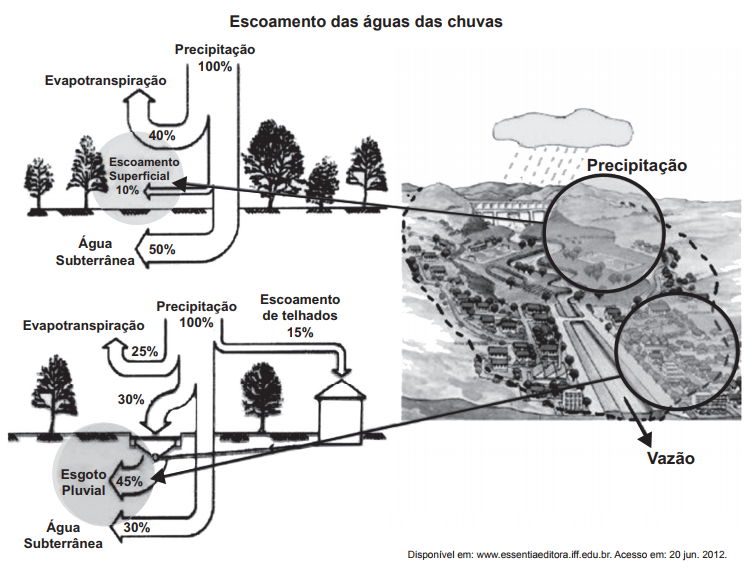 Escoamento das águas das chuvas
Precipitação
100%
Evapotranspiração
40%
Escoamento
Superficial
10%
Água
Subterrânea
50%
Precipitação
Precipitação
100%
Escoamento
de telhados
15%
Evapotranspiração
25%
30%
Esgoto
Pluvial
45%
Água
Subterrânea
30%
Vazão
Disponível em: www.essentiaeditora.iff.edu.br. Acesso em: 20 jun. 2012.